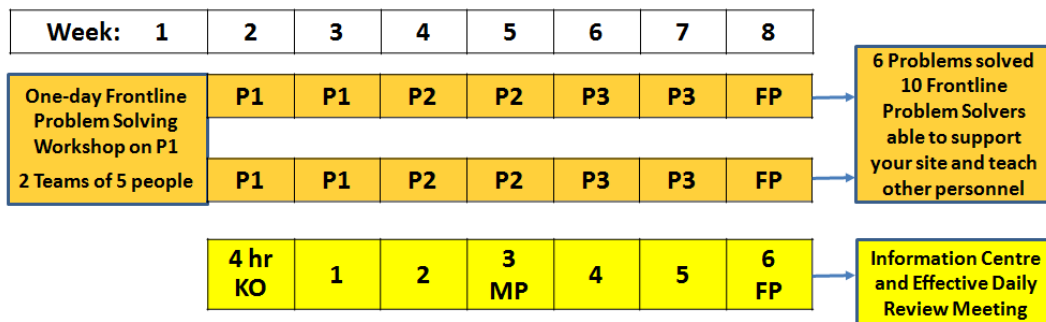 Week: 1 2 3 4 5 6 7 8
One-day Frontline
Problem Solving
Workshop on P1
2 Teams of 5 people
P1 P1 P2 P2 P3 P3 FP
P1 P1 P2 P2 P3 P3 FP
6 Problems solved
10 Frontline
Problem Solvers
able to support
your site and teach
other personnel
4 hr
KO
1
2
3
MP
4
5
6
FP
Information Centre
and Effective Daily
Review Meeting